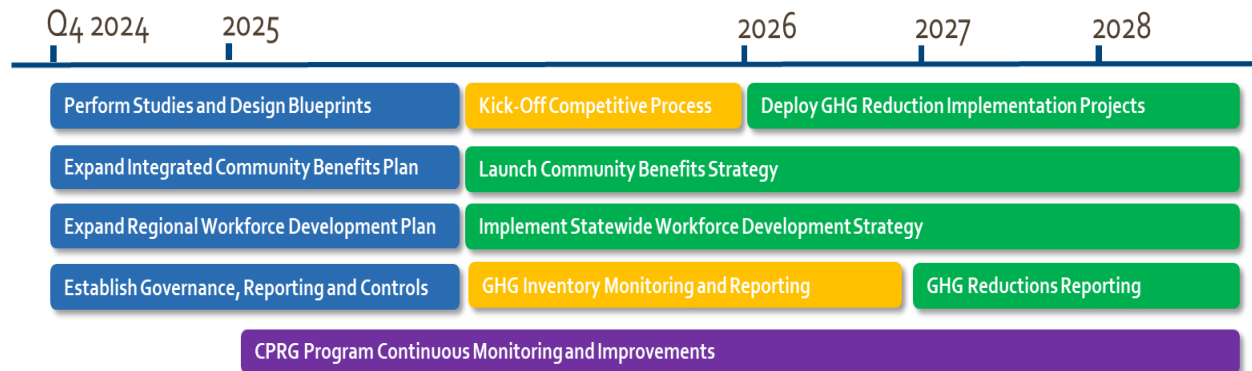 Q4 2024 2025 2026 2027 2028
Perform Studies and Design Blueprints Kick-Off Competitive Process Deploy GHG Reduction Implementation Projects
Expand Integrated Community Benefits Plan Launch Community Benefits Strategy
Expand Regional Workforce Development Plan Implement Statewide Workforce Development Strategy
Establish Governance, Reporting and Controls GHG Inventory Monitoring and Reporting GHG Reductions Reporting
CPRG Program Continuous Monitoring and Improvements